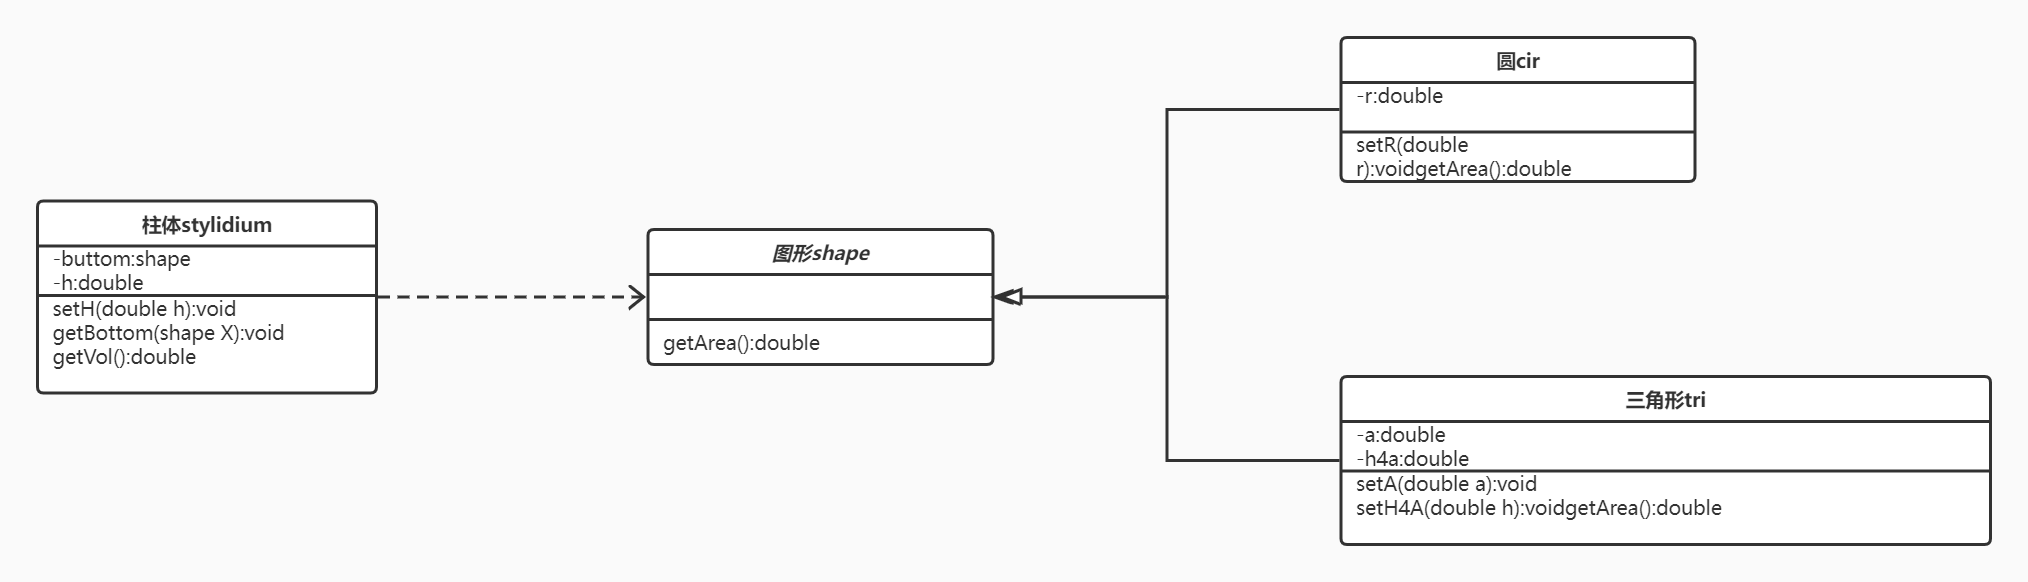 柱体stylidium
-buttom:shape
-h:double
setH(double h):void
getBottom(shape X):void
getVol():double
图形shape
getArea():double
圆cir
-r:double
setR(double
r):voidgetArea():double
三角形tri
-a:double
-h4a:double
setA(double a):void
setH4A(double h):voidgetArea():double